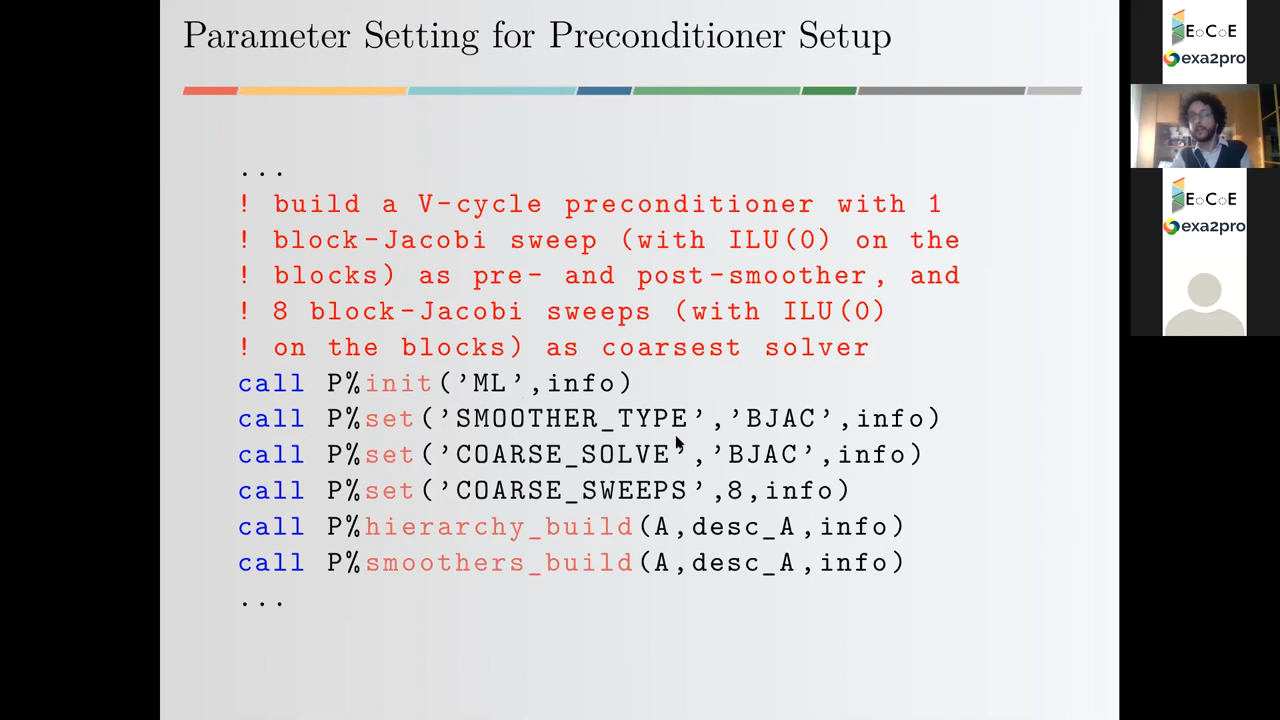 Parameter Setting for Preconditioner Setup
...
! build a V-cycle preconditioner with 1
! block-Jacobi sweep (with ILU(0) on the
! blocks) as pre- and post-smoother, and
! 8 block-Jacobi sweeps (with ILU(0)
! on the blocks) as coarsest solver
call P%init('ML',info)
call P%set('SMOOTHER_TYPE','BJAC',info)
call P%set('COARSE_SOLVE','BJAC',info)
call P%set('COARSE_SWEEPS',8,info)
call P%hierarchy_build(A,desc_A,info)
call P%smoothers_build(A,desc_A,info)
...
EoCoE
exa2pro
EoCoE
exa2pro